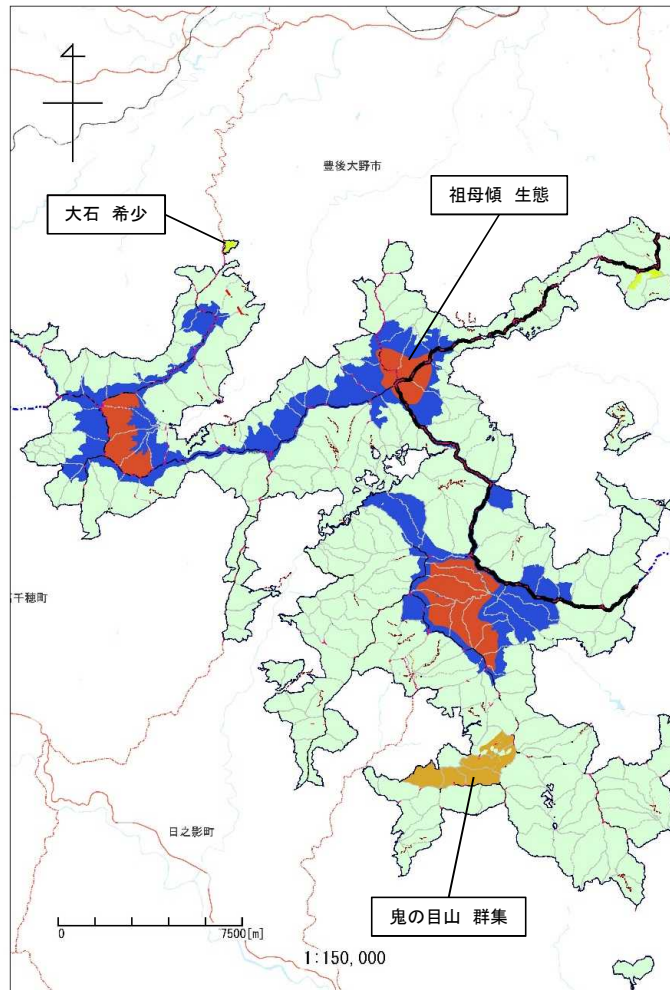 豊後大野市
祖母傾 生態
大石 希少
千穂町
日之影町
鬼の目山 群集
0 7500[m]
1:150,000